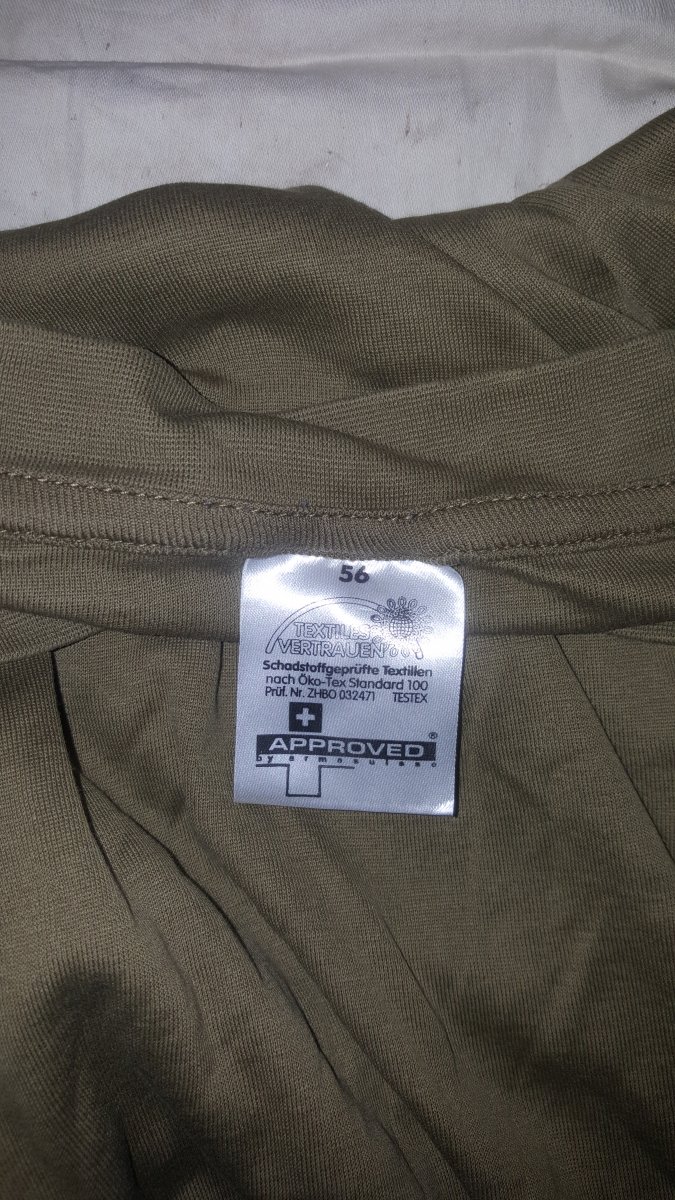 56
TEXTILES
VERTRAUEN
Schadstoffgeprüfte Textilien
nach Öko-Tex Standard 100
Prüf. Nr. ZHBO 032471 TESTEX
APPROVED ®
by armasuisse